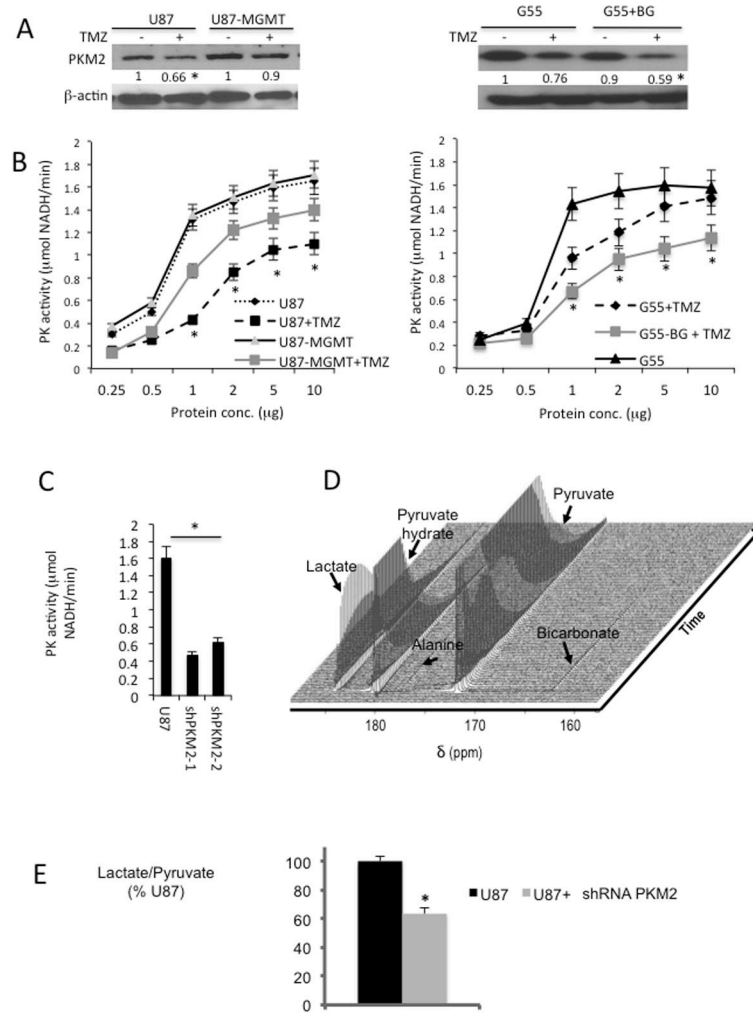 A
U87 U87-MGMT
TMZ - + - +
PKM2
1 0.66 * 1 0.9
β-actin
G55 G55+BG
TMZ - + - +
1 0.76 0.9 0.59 *
B
PK activity (μmol NADH/min)
2
1.8
1.6
1.4
1.2
1
0.8
0.6
0.4
0.2
0
0.25 0.5 1 2 5 10
Protein conc. (μg)
* * * *
U87
U87+TMZ
U87-MGMT
U87-MGMT+TMZ
PK activity (μmol NADH/min)
2
1.8
1.6
1.4
1.2
1
0.8
0.6
0.4
0.2
0
0.25 0.5 1 2 5 10
Protein conc. (μg)
* * * *
G55+TMZ
G55-BG + TMZ
G55
C
PK activity (μmol
NADH/min)
2
1.8
1.6
1.4
1.2
1
0.8
0.6
0.4
0.2
0
*
U87
shPKM2-1
shPKM2-2
D
Pyruvate
Pyruvate
hydrate
Lactate
Alanine
Bicarbonate
Time
180 170 160
δ (ppm)
E
Lactate/Pyruvate
(% U87)
100
80
60
40
20
0
*
U87 U87+ shRNA PKM2